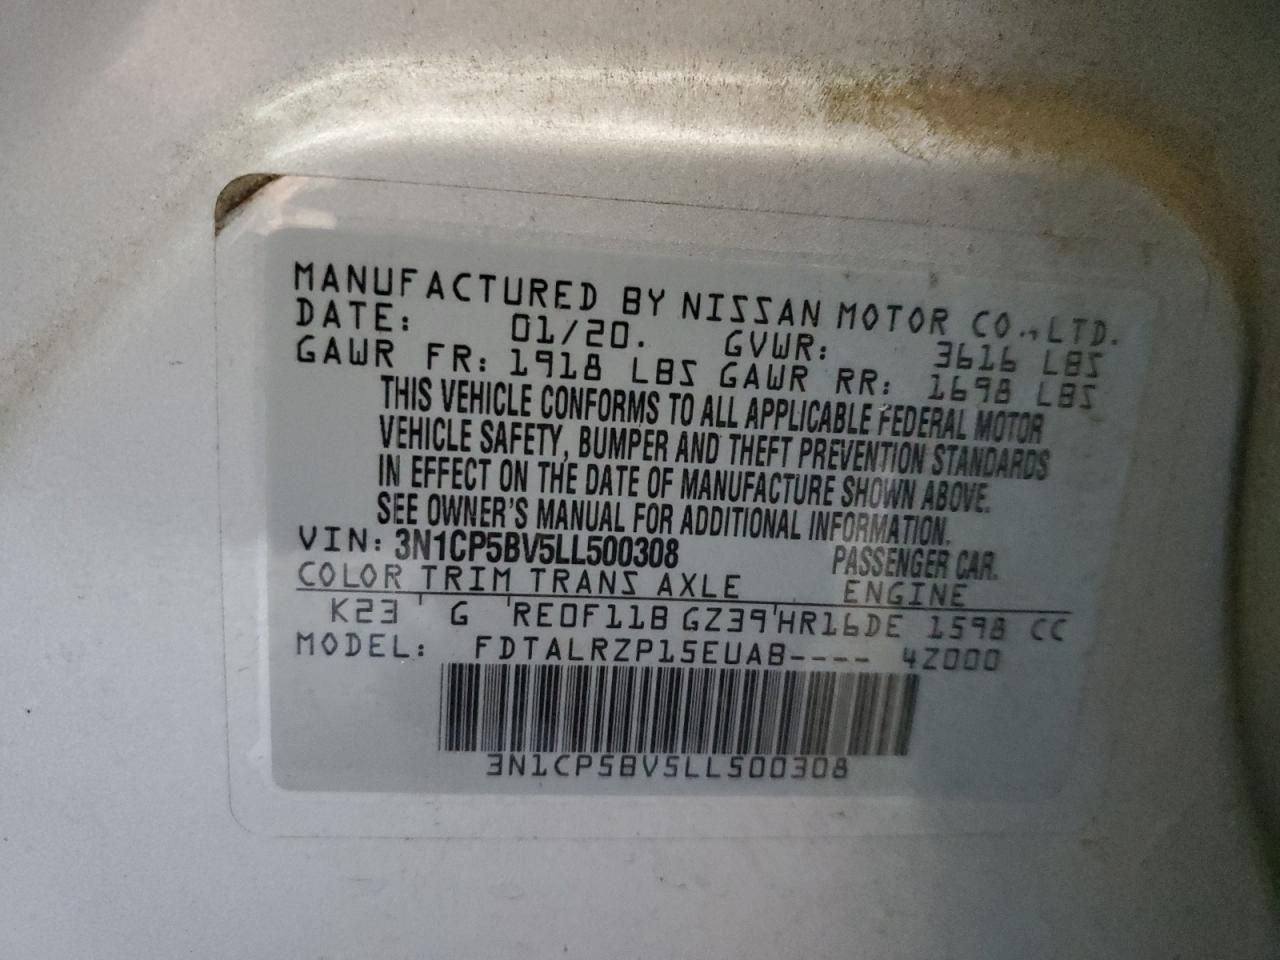 MANUFACTURED BY NISSAN MOTOR CO.,LTD.
DATE: 01/20. GVWR: 3616 LBS
GAWR FR: 1918 LBS GAWR RR: 1698 LBS
THIS VEHICLE CONFORMS TO ALL APPLICABLE FEDERAL MOTOR
VEHICLE SAFETY, BUMPER AND THEFT PREVENTION STANDARDS
IN EFFECT ON THE DATE OF MANUFACTURE SHOWN ABOVE.
SEE OWNER'S MANUAL FOR ADDITIONAL INFORMATION.
VIN: 3N1CP5BV5LL500308 PASSENGER CAR.
COLOR TRIM TRANS AXLE ENGINE
K23 G RE0F11B GZ39 HR16DE 1598 CC
MODEL: FDTALRZP15EUAB---- 4Z000
3N1CP5BV5LL500308